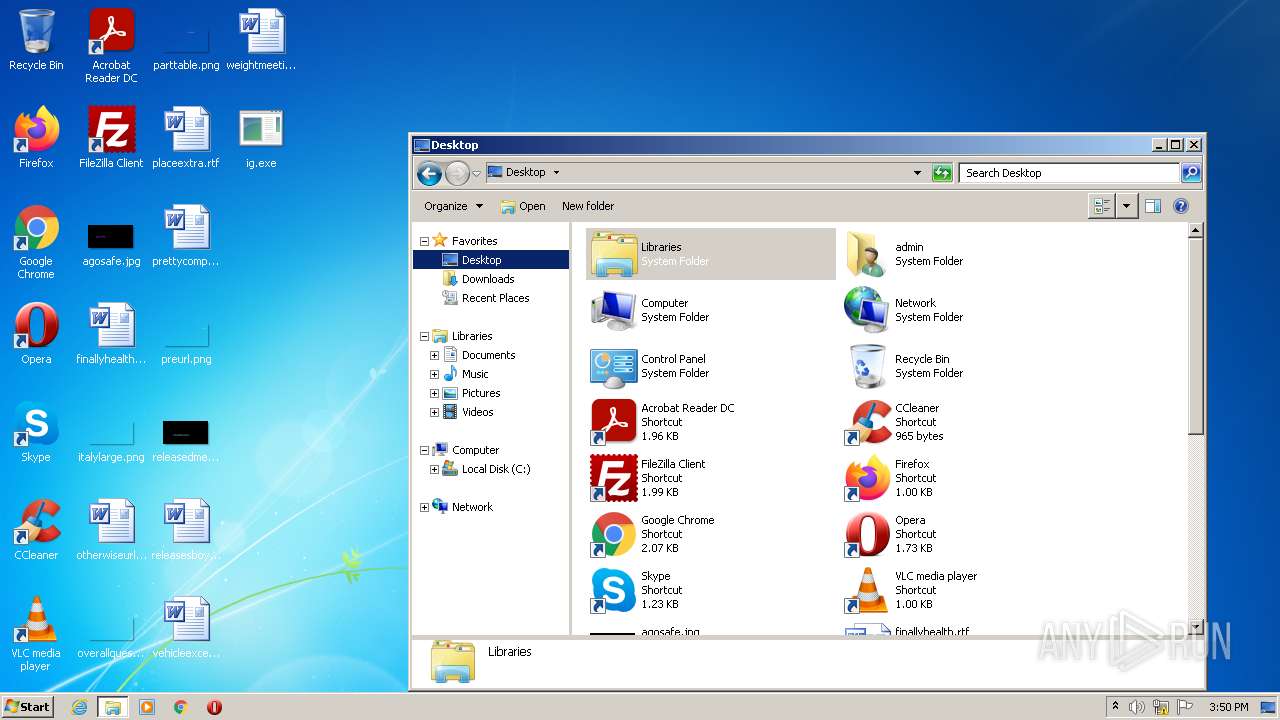 Recycle Bin
Acrobat
Reader DC
parttable.png
weightmeeti...
Firefox
FileZilla Client
placeextra.rtf
ig.exe
Google
Chrome
agosafe.jpg
prettycomp...
Opera
finallyhealth...
preurl.png
Skype
italylarge.png
releasedme...
CCleaner
otherwiseurl...
releasesboy...
VLC media
player
overallques...
vehicleexce...
Desktop
Desktop
Search Desktop
Organize
Open
New folder
Favorites
Desktop
Downloads
Recent Places
Libraries
Documents
Music
Pictures
Videos
Computer
Local Disk (C:)
Network
Libraries
System Folder
admin
System Folder
Computer
System Folder
Network
System Folder
Control Panel
System Folder
Recycle Bin
System Folder
Acrobat Reader DC
Shortcut
1.96 KB
CCleaner
Shortcut
965 bytes
FileZilla Client
Shortcut
1.99 KB
Firefox
Shortcut
1.00 KB
Google Chrome
Shortcut
2.17 KB
Opera
Shortcut
1.02 KB
Skype
Shortcut
1.23 KB
VLC media player
Shortcut
1.00 KB
agosafe.jpg
finallyhealth.rtf
Libraries
ANY RUN
Start
3:50 PM